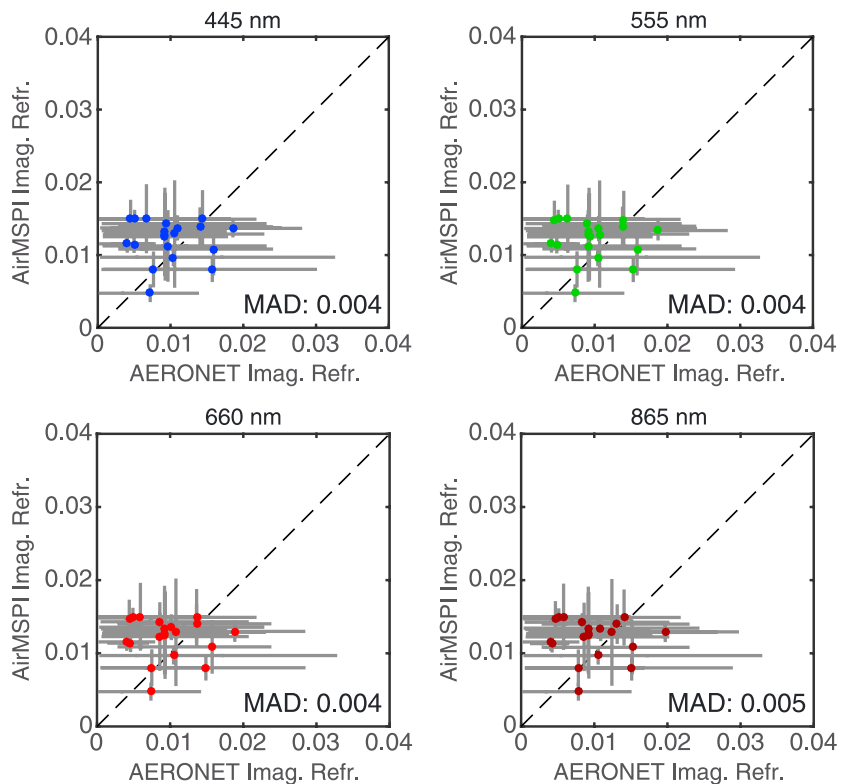 445 nm
0.04
0.03
0.02
0.01
0
AirMSPI Imag. Refr.
MAD: 0.004
0 0.01 0.02 0.03 0.04
AERONET Imag. Refr.
555 nm
0.04
0.03
0.02
0.01
0
AirMSPI Imag. Refr.
MAD: 0.004
0 0.01 0.02 0.03 0.04
AERONET Imag. Refr.
660 nm
0.04
0.03
0.02
0.01
0
AirMSPI Imag. Refr.
MAD: 0.004
0 0.01 0.02 0.03 0.04
AERONET Imag. Refr.
865 nm
0.04
0.03
0.02
0.01
0
AirMSPI Imag. Refr.
MAD: 0.005
0 0.01 0.02 0.03 0.04
AERONET Imag. Refr.